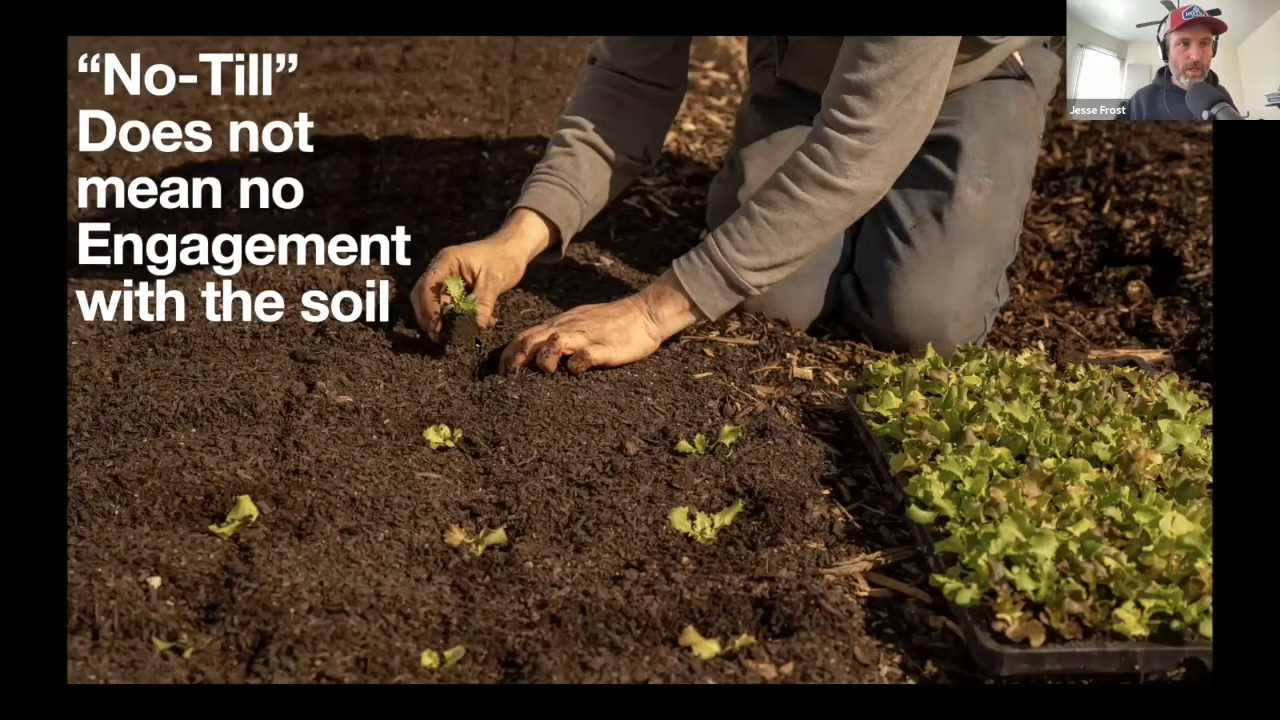 “No-Till”
Does not
mean no
Engagement
with the soil
Jesse Frost